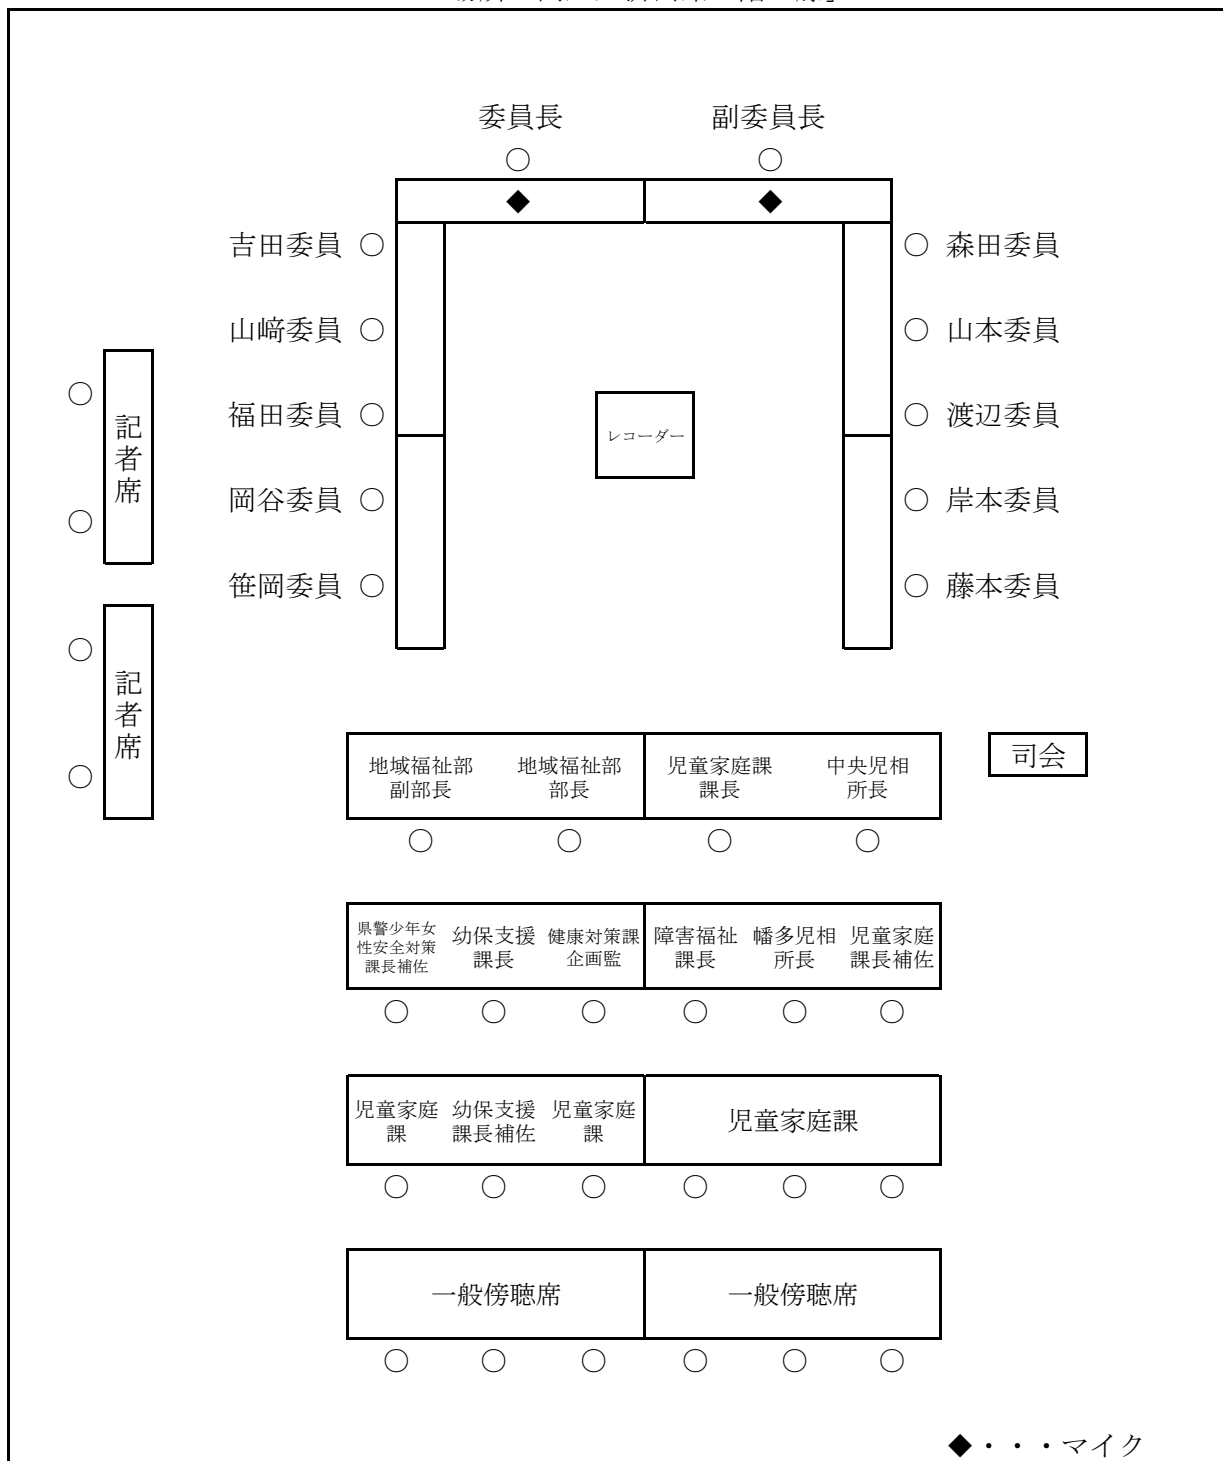 委員長 副委員長
◆ ◆
吉田委員 ○ ○ 森田委員
山﨑委員 ○ ○ 山本委員
福田委員 ○ ○ 渡辺委員
レコーダー
岡谷委員 ○ ○ 岸本委員
笹岡委員 ○ ○ 藤本委員
記者席
記者席
司会
地域福祉部 地域福祉部 児童家庭課 中央児相
副部長 部長 課長 所長
県警少年女
性安全対策
課長補佐
幼保支援
課長
健康対策課
企画監
障害福祉
課長
幡多児相
所長
児童家庭
課長補佐
児童家庭
課
幼保支援
課長補佐
児童家庭
課
児童家庭課
一般傍聴席 一般傍聴席
◆・・・マイク